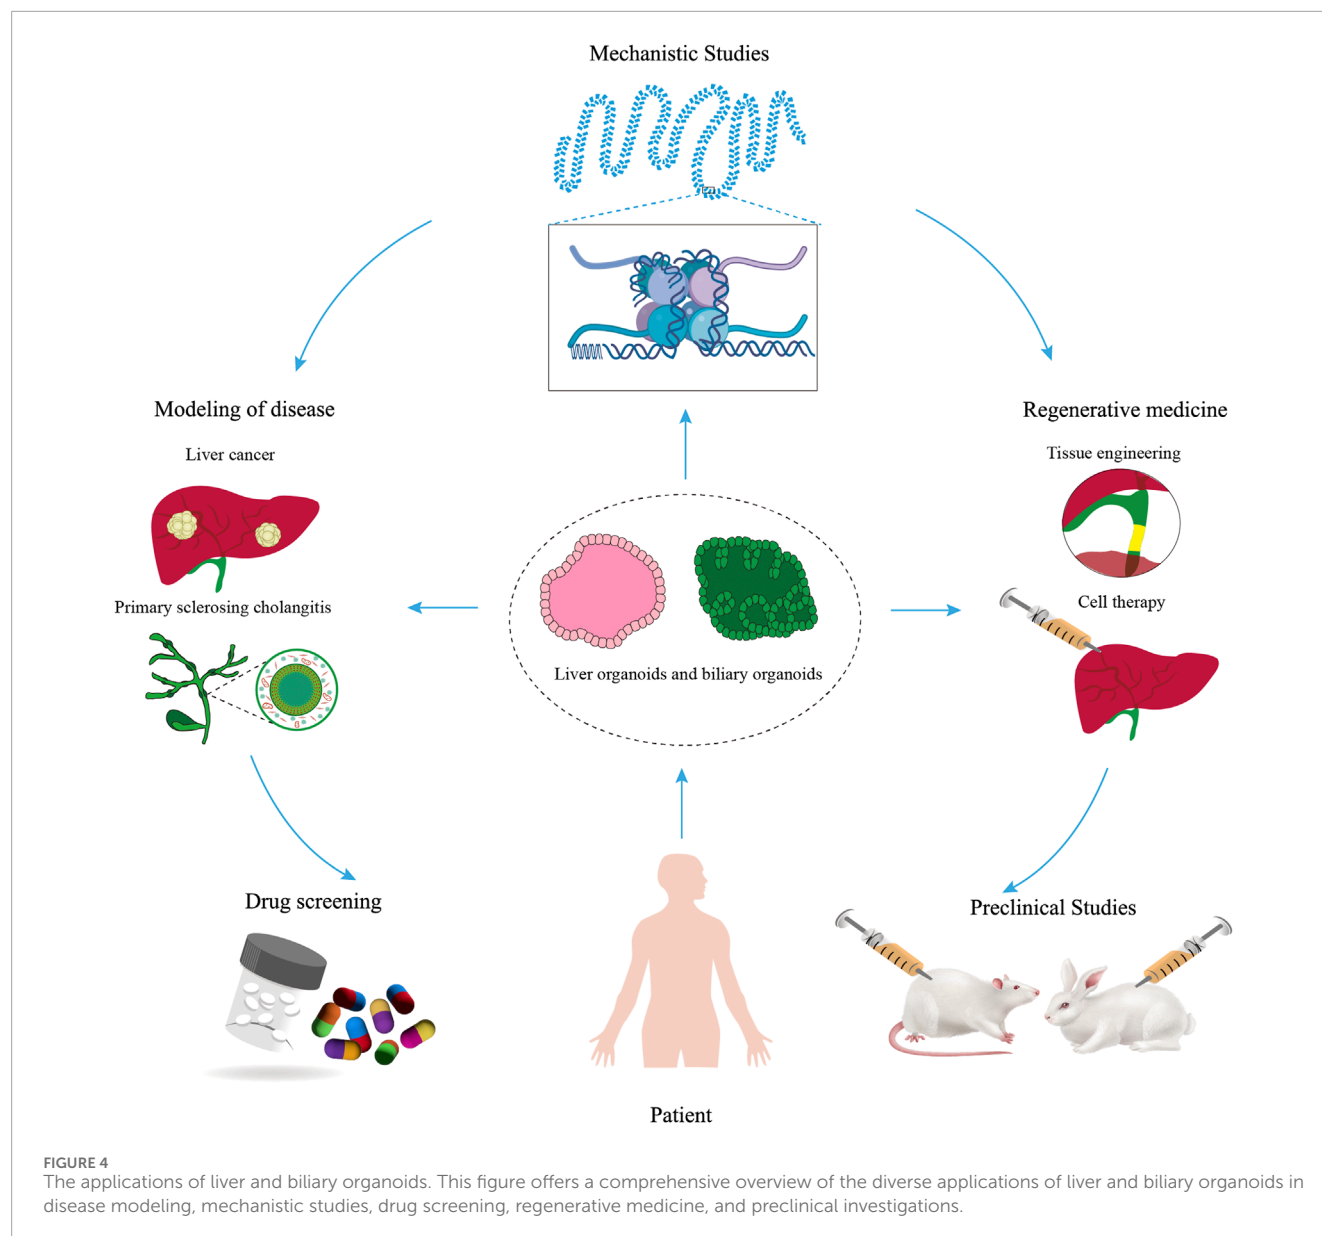 Mechanistic Studies
Modeling of disease
Liver cancer
Primary sclerosing cholangitis
Regenerative medicine
Tissue engineering
Cell therapy
Liver organoids and biliary organoids
Drug screening
Preclinical Studies
Patient
FIGURE 4
The applications of liver and biliary organoids. This figure offers a comprehensive overview of the diverse applications of liver and biliary organoids in
disease modeling, mechanistic studies, drug screening, regenerative medicine, and preclinical investigations.